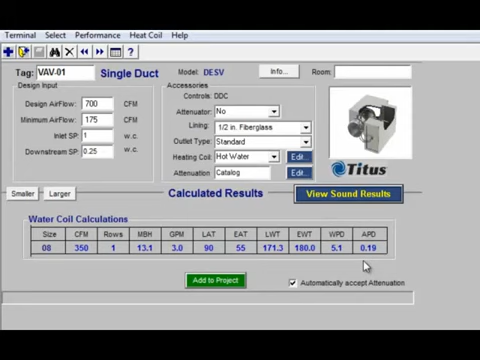 Terminal Select Performance Heat Coil Help
Tag: VAV-01 Single Duct Model: DESV Info... Room:
Design Input
Accessories
Design AirFlow: 700 CFM
Minimum AirFlow: 175 CFM
Inlet SP: 1 w.c.
Downstream SP: 0.25 w.c.
Controls: DDC
Attenuator: No
Lining: 1/2 in. Fiberglass
Outlet Type: Standard
Heating Coil: Hot Water Edit...
Attenuation Catalog Edit...
Titus
Smaller Larger Calculated Results View Sound Results
Water Coil Calculations
Size CFM Rows MBH GPM LAT EAT LWT EWT WPD APD
08 350 1 13.1 3.0 90 55 171.3 180.0 5.1 0.19
Add to Project
Automatically accept Attenuation